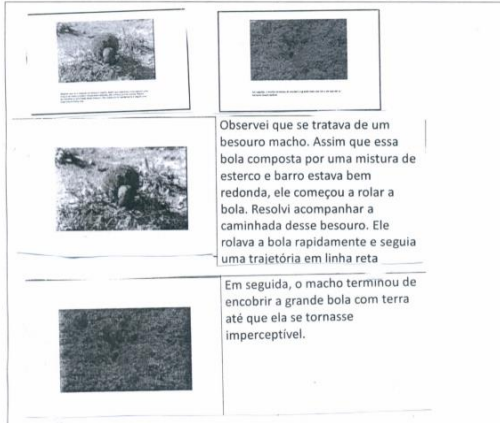 Observei que se tratava de um
besouro macho. Assim que essa
bola composta por uma mistura de
esterco e barro estava bem
redonda, ele começou a rolar a
bola. Resolvi acompanhar a
caminhada desse besouro. Ele
rolava a bola rapidamente e seguia
uma trajetória em linha reta
Em seguida, o macho terminou de
encobrir a grande bola com terra
até que ela se tornasse
imperceptível.